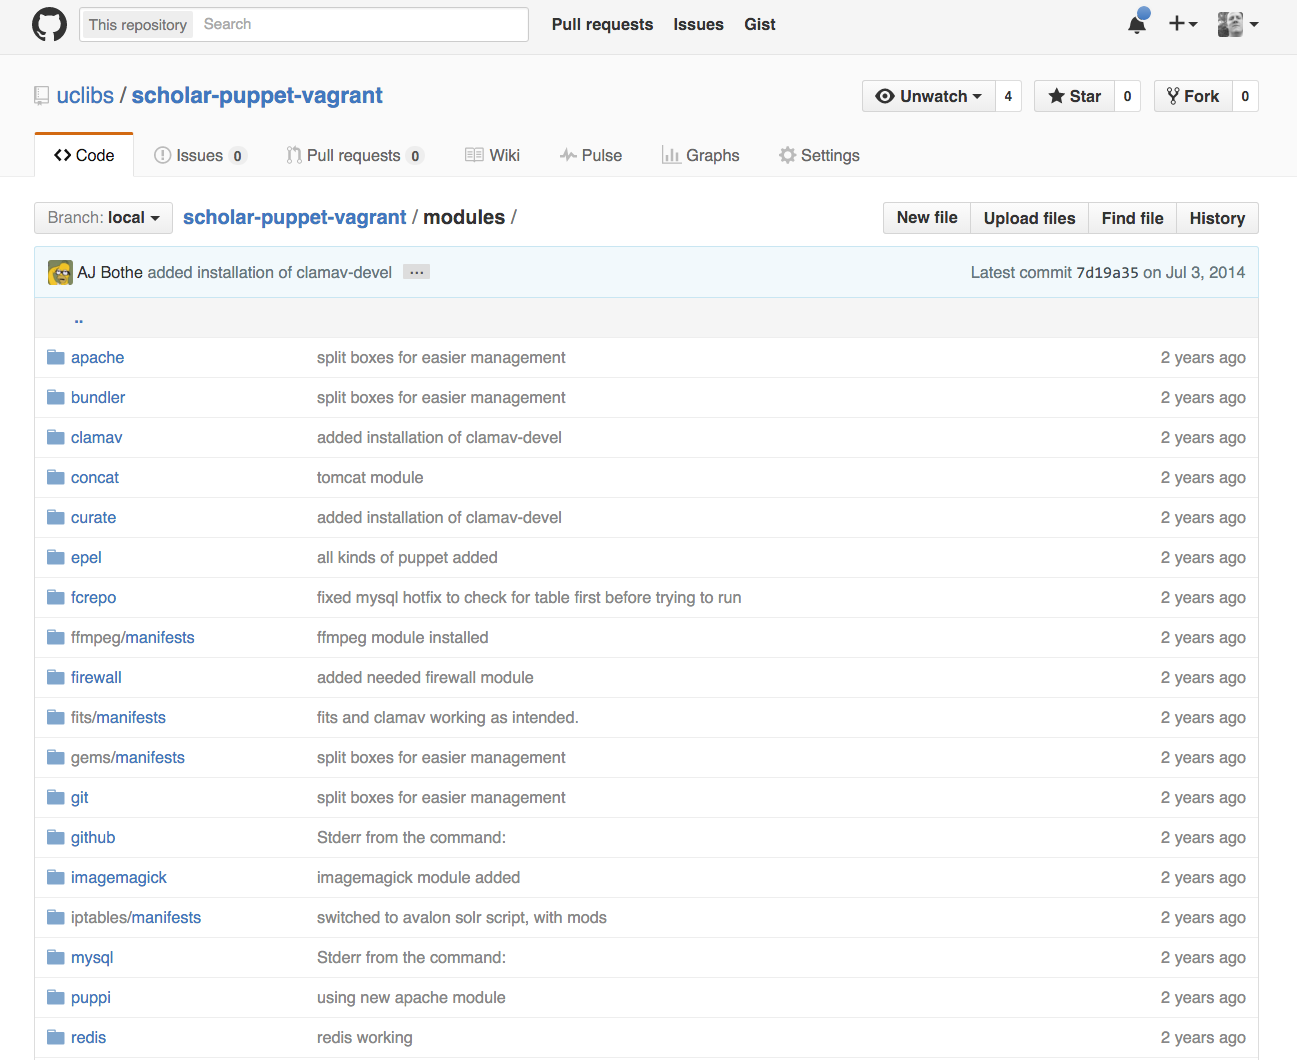 This repository Search Pull requests Issues Gist
uclibs / scholar-puppet-vagrant Unwatch 4 Star 0 Fork 0
Code Issues 0 Pull requests 0 Wiki Pulse Graphs Settings
Branch: local scholar-puppet-vagrant / modules / New file Upload files Find file History
AJ Bothe added installation of clamav-devel ... Latest commit 7d19a35 on Jul 3, 2014
..
apache split boxes for easier management 2 years ago
bundler split boxes for easier management 2 years ago
clamav added installation of clamav-devel 2 years ago
concat tomcat module 2 years ago
curate added installation of clamav-devel 2 years ago
epel all kinds of puppet added 2 years ago
fcrepo fixed mysql hotfix to check for table first before trying to run 2 years ago
ffmpeg/manifests ffmpeg module installed 2 years ago
firewall added needed firewall module 2 years ago
fits/manifests fits and clamav working as intended. 2 years ago
gems/manifests split boxes for easier management 2 years ago
git split boxes for easier management 2 years ago
github Stderr from the command: 2 years ago
imagemagick imagemagick module added 2 years ago
iptables/manifests switched to avalon solr script, with mods 2 years ago
mysql Stderr from the command: 2 years ago
puppi using new apache module 2 years ago
redis redis working 2 years ago